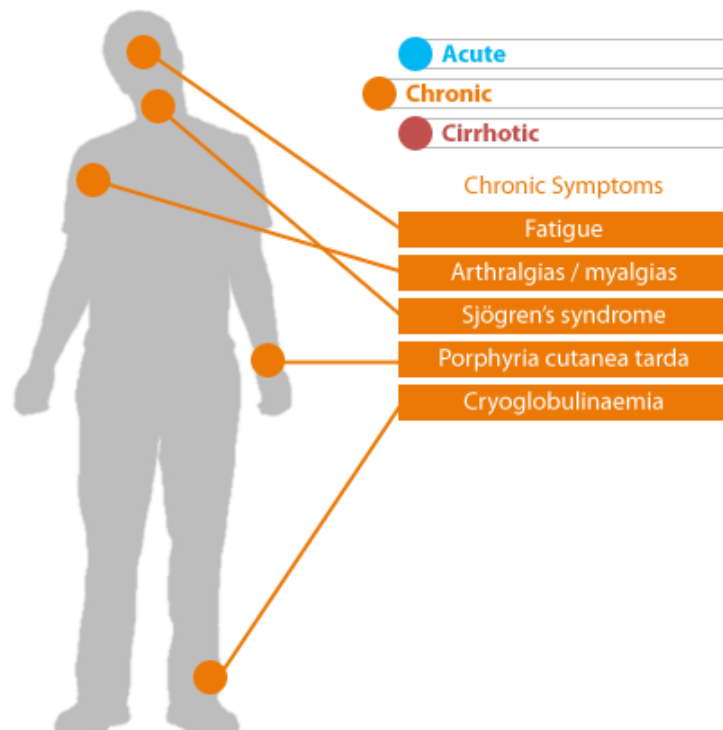 Acute
Chronic
Cirrhotic
Chronic Symptoms
Fatigue
Arthralgias / myalgias
Sjögren's syndrome
Porphyria cutanea tarda
Cryoglobulinaemia